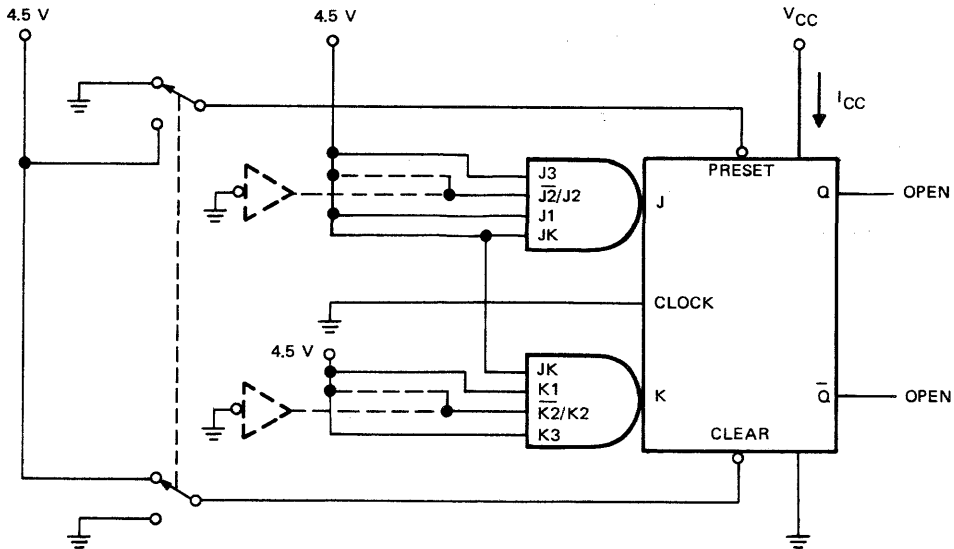 4.5 V
4.5 V
VCC
ICC
PRESET
J3
J2/J2
J1
JK
J
Q
OPEN
CLOCK
4.5 V
JK
K1
K2/K2
K3
K
Q
OPEN
CLEAR